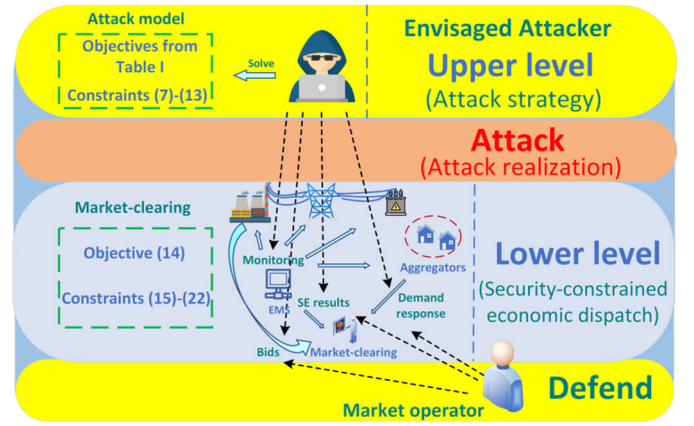 Attack model
Objectives from
Table I
Constraints (7)-(13)
Solve
Envisaged Attacker
Upper level
(Attack strategy)
Attack
(Attack realization)
Market-clearing
Objective (14)
Constraints (15)-(22)
Monitoring
EMS
SE results
Aggregators
Demand
response
Bids
Market-clearing
Lower level
(Security-constrained
economic dispatch)
Defend
Market operator